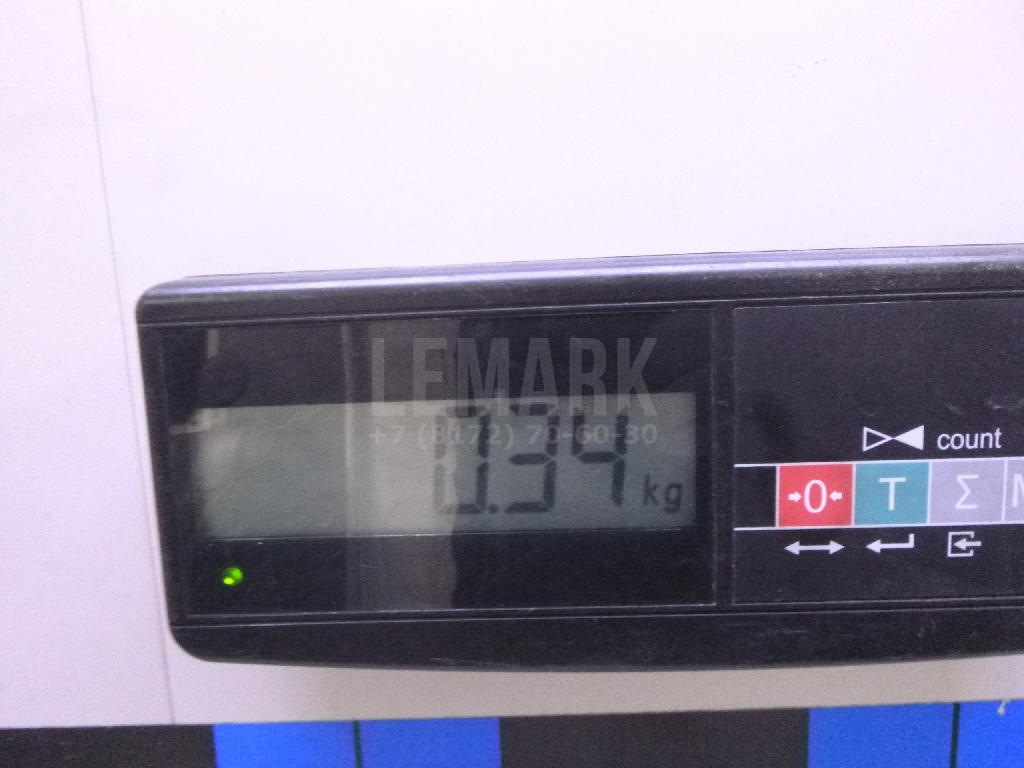 LEMARK
+7 (8172) 70-60-30
0.34 kg
count
→0← T Σ